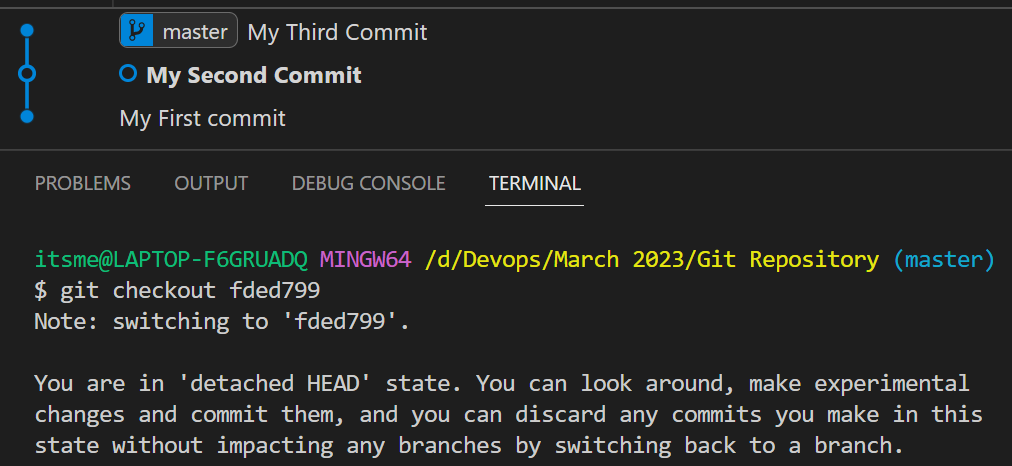 master My Third Commit
My Second Commit
My First commit
PROBLEMS OUTPUT DEBUG CONSOLE TERMINAL
itsme@LAPTOP-F6GRUADQ MINGW64 /d/Devops/March 2023/Git Repository (master)
$ git checkout fded799
Note: switching to 'fded799'.
You are in 'detached HEAD' state. You can look around, make experimental
changes and commit them, and you can discard any commits you make in this
state without impacting any branches by switching back to a branch.